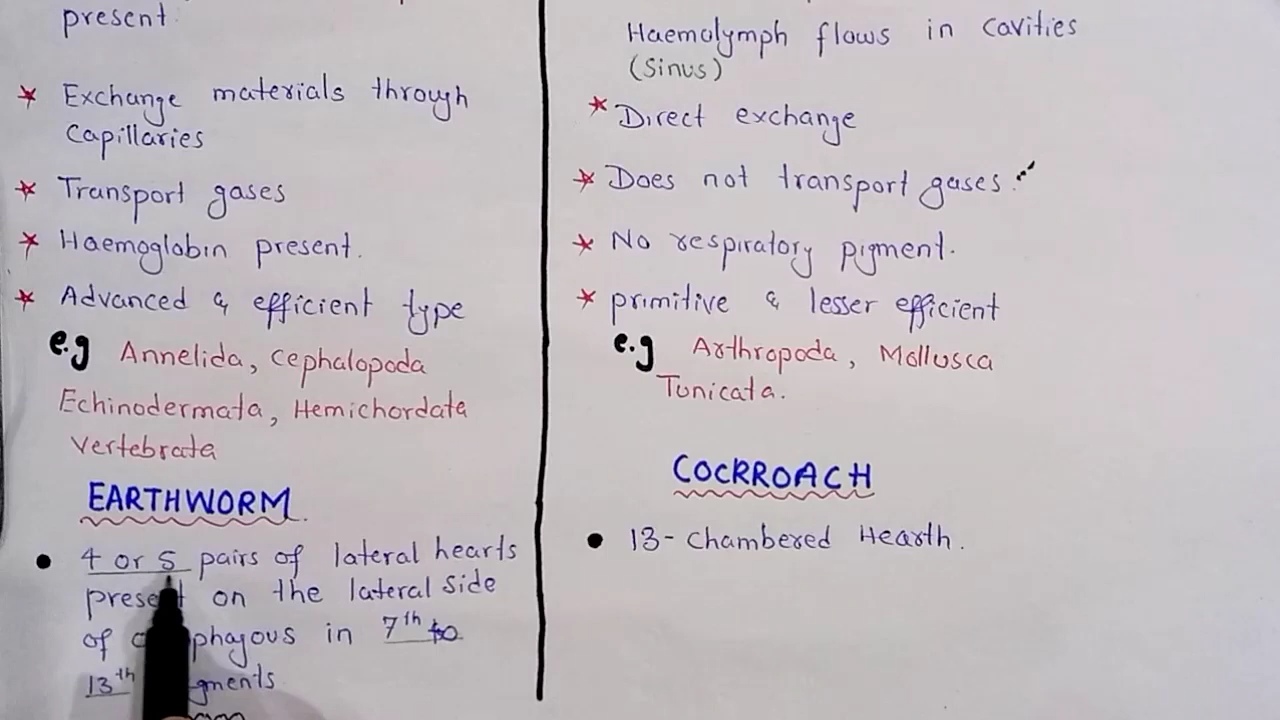 present.
* Exchange materials through
Capillaries
* Transport gases
* Haemoglobin present.
* Advanced & efficient type
e.g Annelida, Cephalopoda
Echinodermata, Hemichordata
Vertebrata
EARTHWORM
• 4 or 5 pairs of lateral hearts
present on the lateral side
of in 7th to
13th
Haemolymph flows in cavities
(Sinus)
* Direct exchange
* Does not transport gases.
* No respiratory pigment.
* primitive & lesser efficient
e.g Arthropoda, Mollusca
Tunicata.
COCKROACH
• 13- Chambered Hearth.